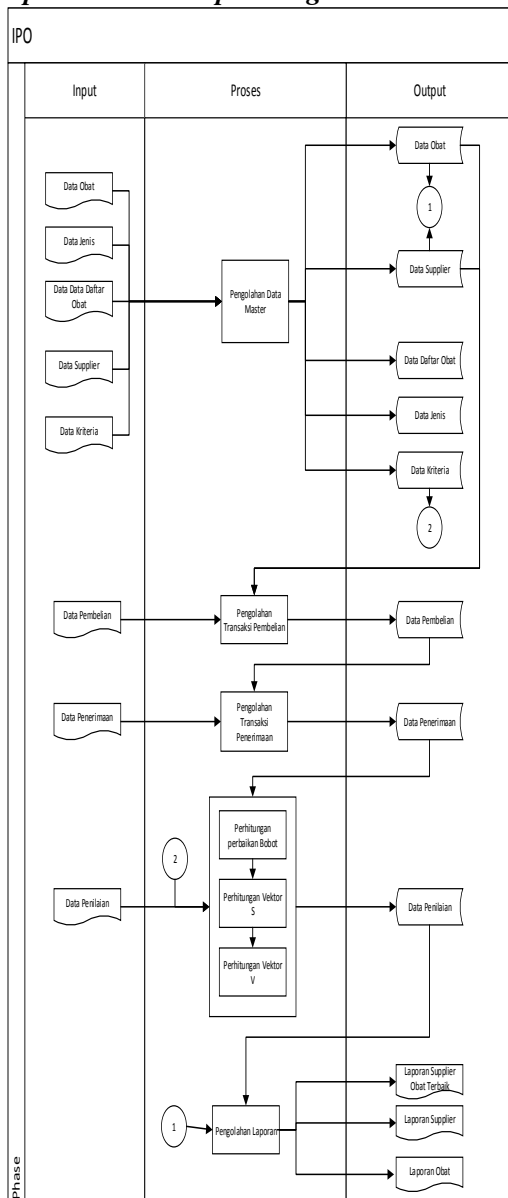 IPO
Input
Proses
Output
Data Obat
Data Jenis
Data Data Daftar
Obat
Data Supplier
Data Kriteria
Pengolahan Data
Master
Data Obat
1
Data Supplier
Data Daftar Obat
Data Jenis
Data Kriteria
2
Data Pembelian
Pengolahan
Transaksi Pembelian
Data Pembelian
Data Penerimaan
Pengolahan
Transaksi
Penerimaan
Data Penerimaan
2
Data Penilaian
Perhitungan
perbaikan Bobot
Perhitungan Vektor
S
Perhitungan Vektor
V
Data Penilaian
1
Pengolahan Laporan
Laporan Supplier
Obat Terbaik
Laporan Supplier
Laporan Obat
Phase